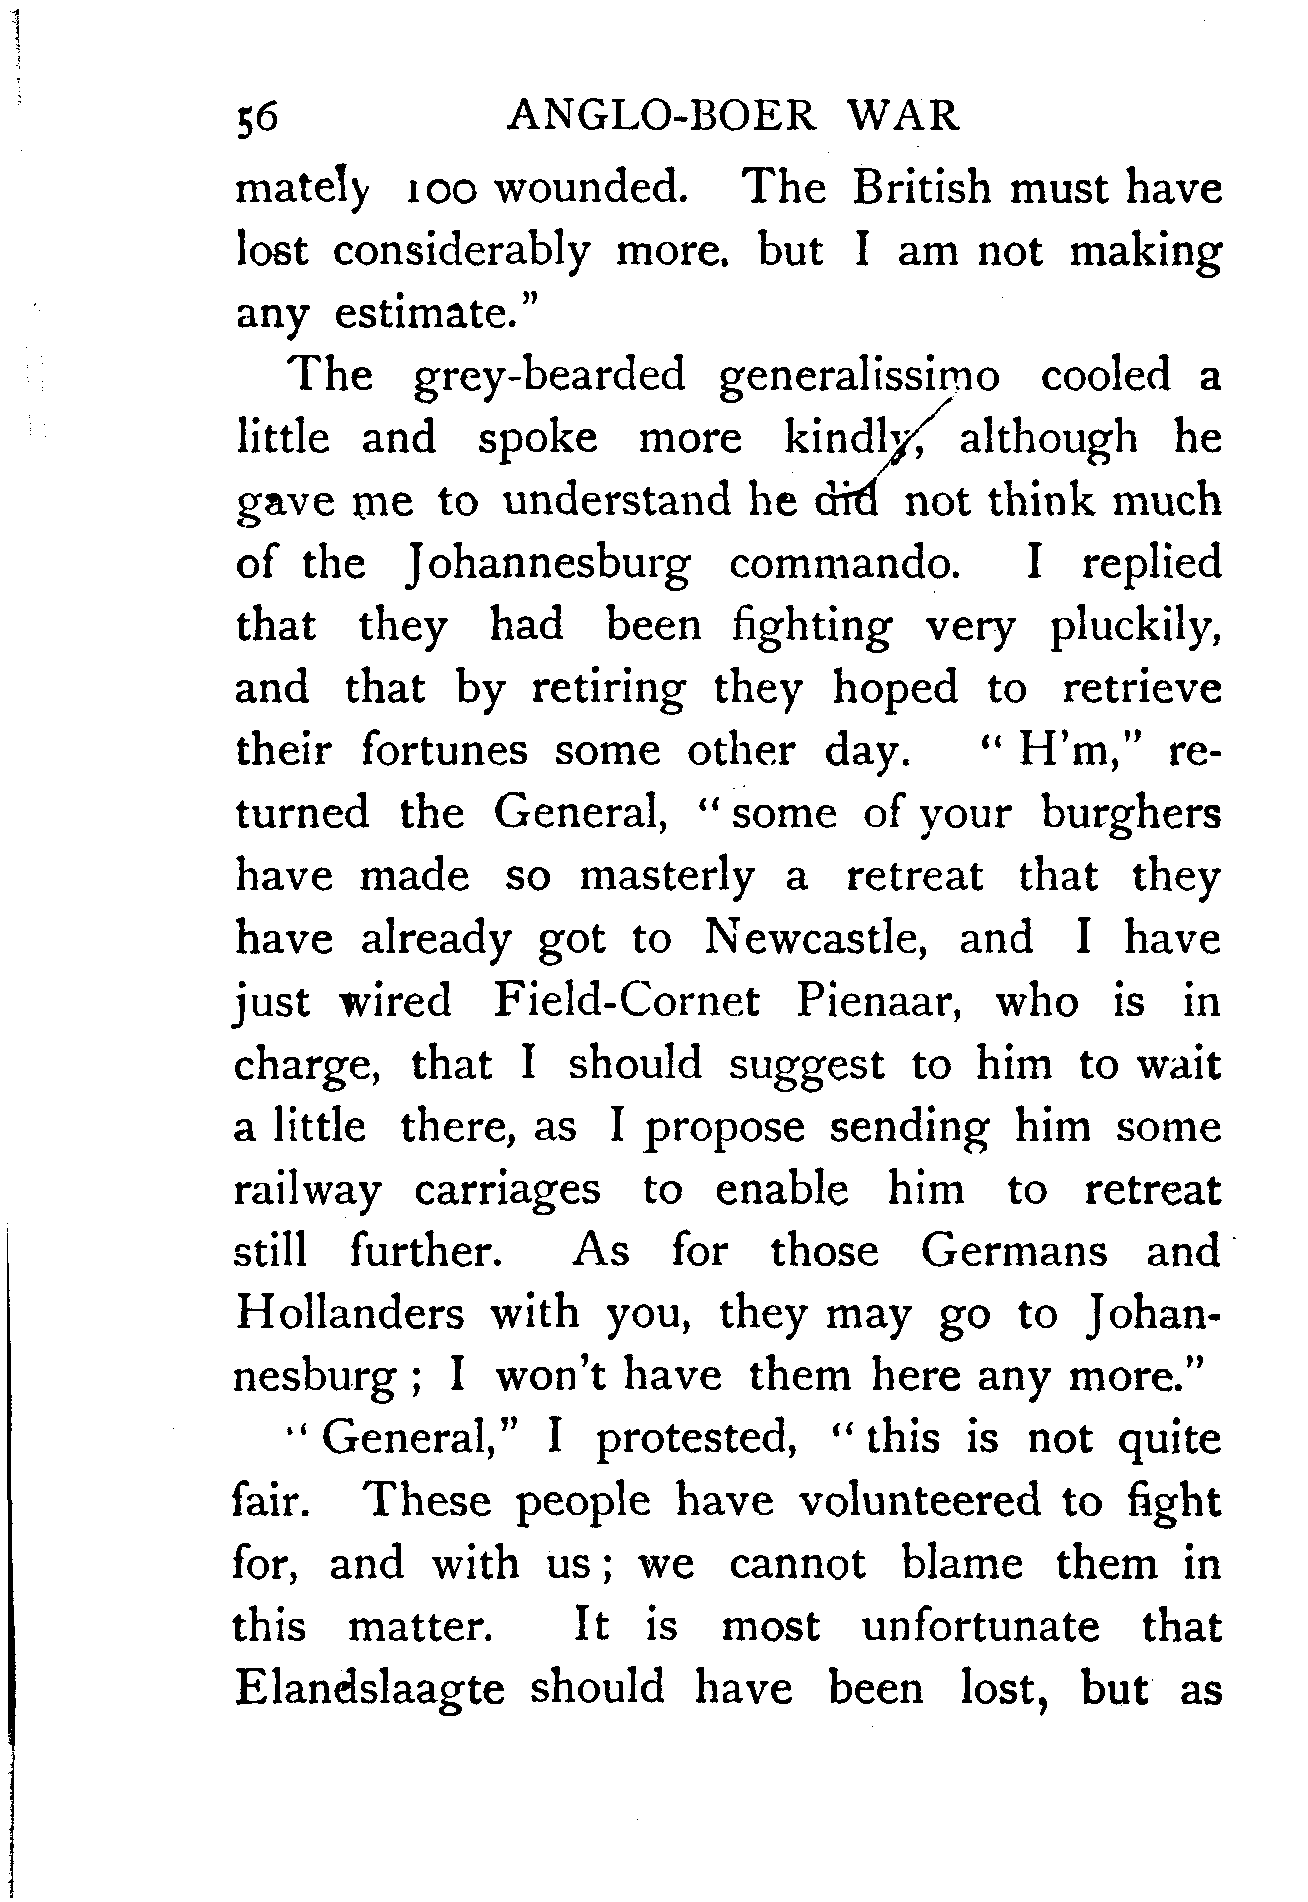 56 ANGLO-BOER WAR
mately 100 wounded. The British must have
lost considerably more. but I am not making
any estimate."
The grey-bearded generalissimo cooled a
little and spoke more kindly, although he
gave me to understand he did not think much
of the Johannesburg commando. I replied
that they had been fighting very pluckily,
and that by retiring they hoped to retrieve
their fortunes some other day. "H'm," re-
turned the General, "some of your burghers
have made so masterly a retreat that they
have already got to Newcastle, and I have
just wired Field-Cornet Pienaar, who is in
charge, that I should suggest to him to wait
a little there, as I propose sending him some
railway carriages to enable him to retreat
still further. As for those Germans and
Hollanders with you, they may go to Johan-
nesburg; I won't have them here any more."
"General," I protested, "this is not quite
fair. These people have volunteered to fight
for, and with us; we cannot blame them in
this matter. It is most unfortunate that
Elandslaagte should have been lost, but as